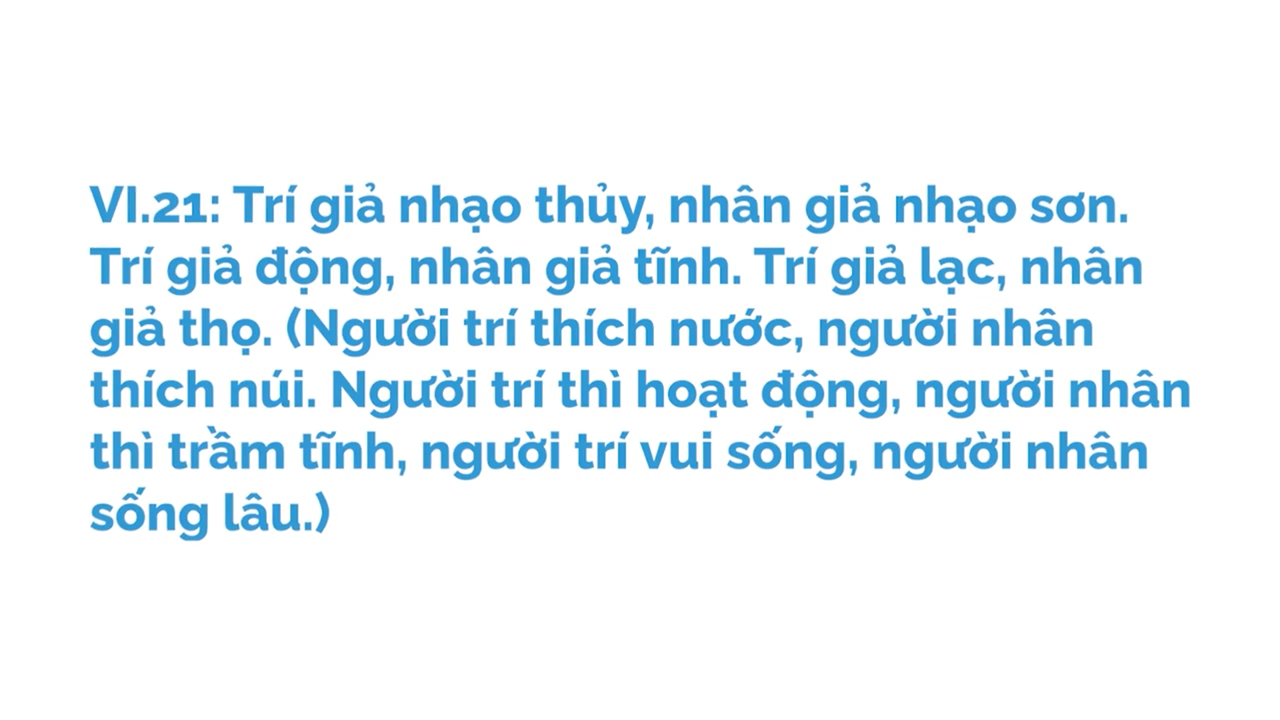 VI.21: Trí giả nhạo thủy, nhân giả nhạo sơn.
Trí giả động, nhân giả tĩnh. Trí giả lạc, nhân
giả thọ. (Người trí thích nước, người nhân
thích núi. Người trí thì hoạt động, người nhân
thì trầm tĩnh, người trí vui sống, người nhân
sống lâu.)